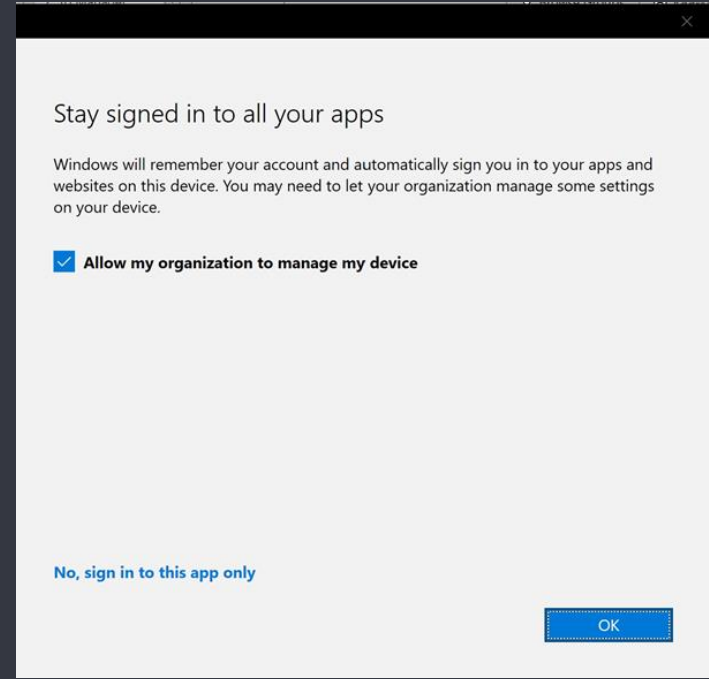 Stay signed in to all your apps
Windows will remember your account and automatically sign you in to your apps and
websites on this device. You may need to let your organization manage some settings
on your device.
Allow my organization to manage my device
No, sign in to this app only
OK